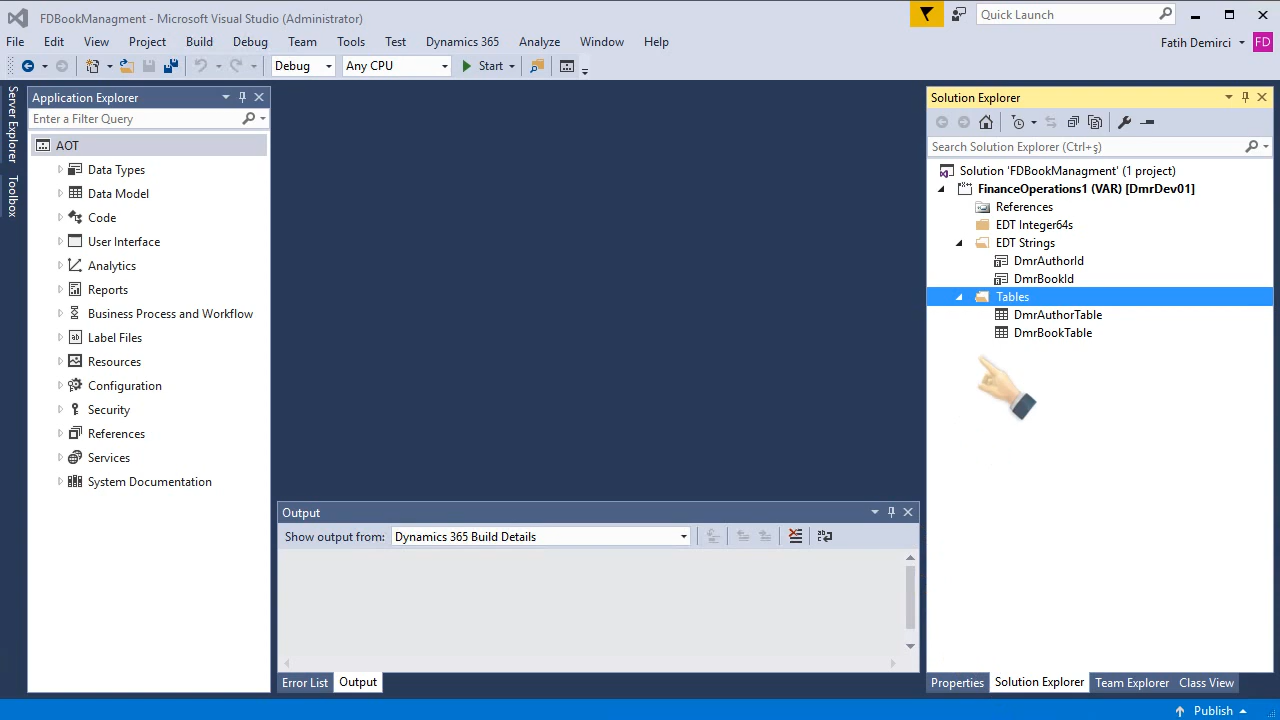 FDBookManagment - Microsoft Visual Studio (Administrator)
Quick Launch
File Edit View Project Build Debug Team Tools Test Dynamics 365 Analyze Window Help
Fatih Demirci FD
Debug Any CPU Start
Server Explorer
Toolbox
Application Explorer
Enter a Filter Query
AOT
Data Types
Data Model
Code
User Interface
Analytics
Reports
Business Process and Workflow
Label Files
Resources
Configuration
Security
References
Services
System Documentation
Output
Show output from: Dynamics 365 Build Details
Error List Output
Solution Explorer
Search Solution Explorer (Ctrl+ş)
Solution 'FDBookManagment' (1 project)
FinanceOperations1 (VAR) [DmrDev01]
References
EDT Integer64s
EDT Strings
DmrAuthorId
DmrBookId
Tables
DmrAuthorTable
DmrBookTable
Properties Solution Explorer Team Explorer Class View
Publish